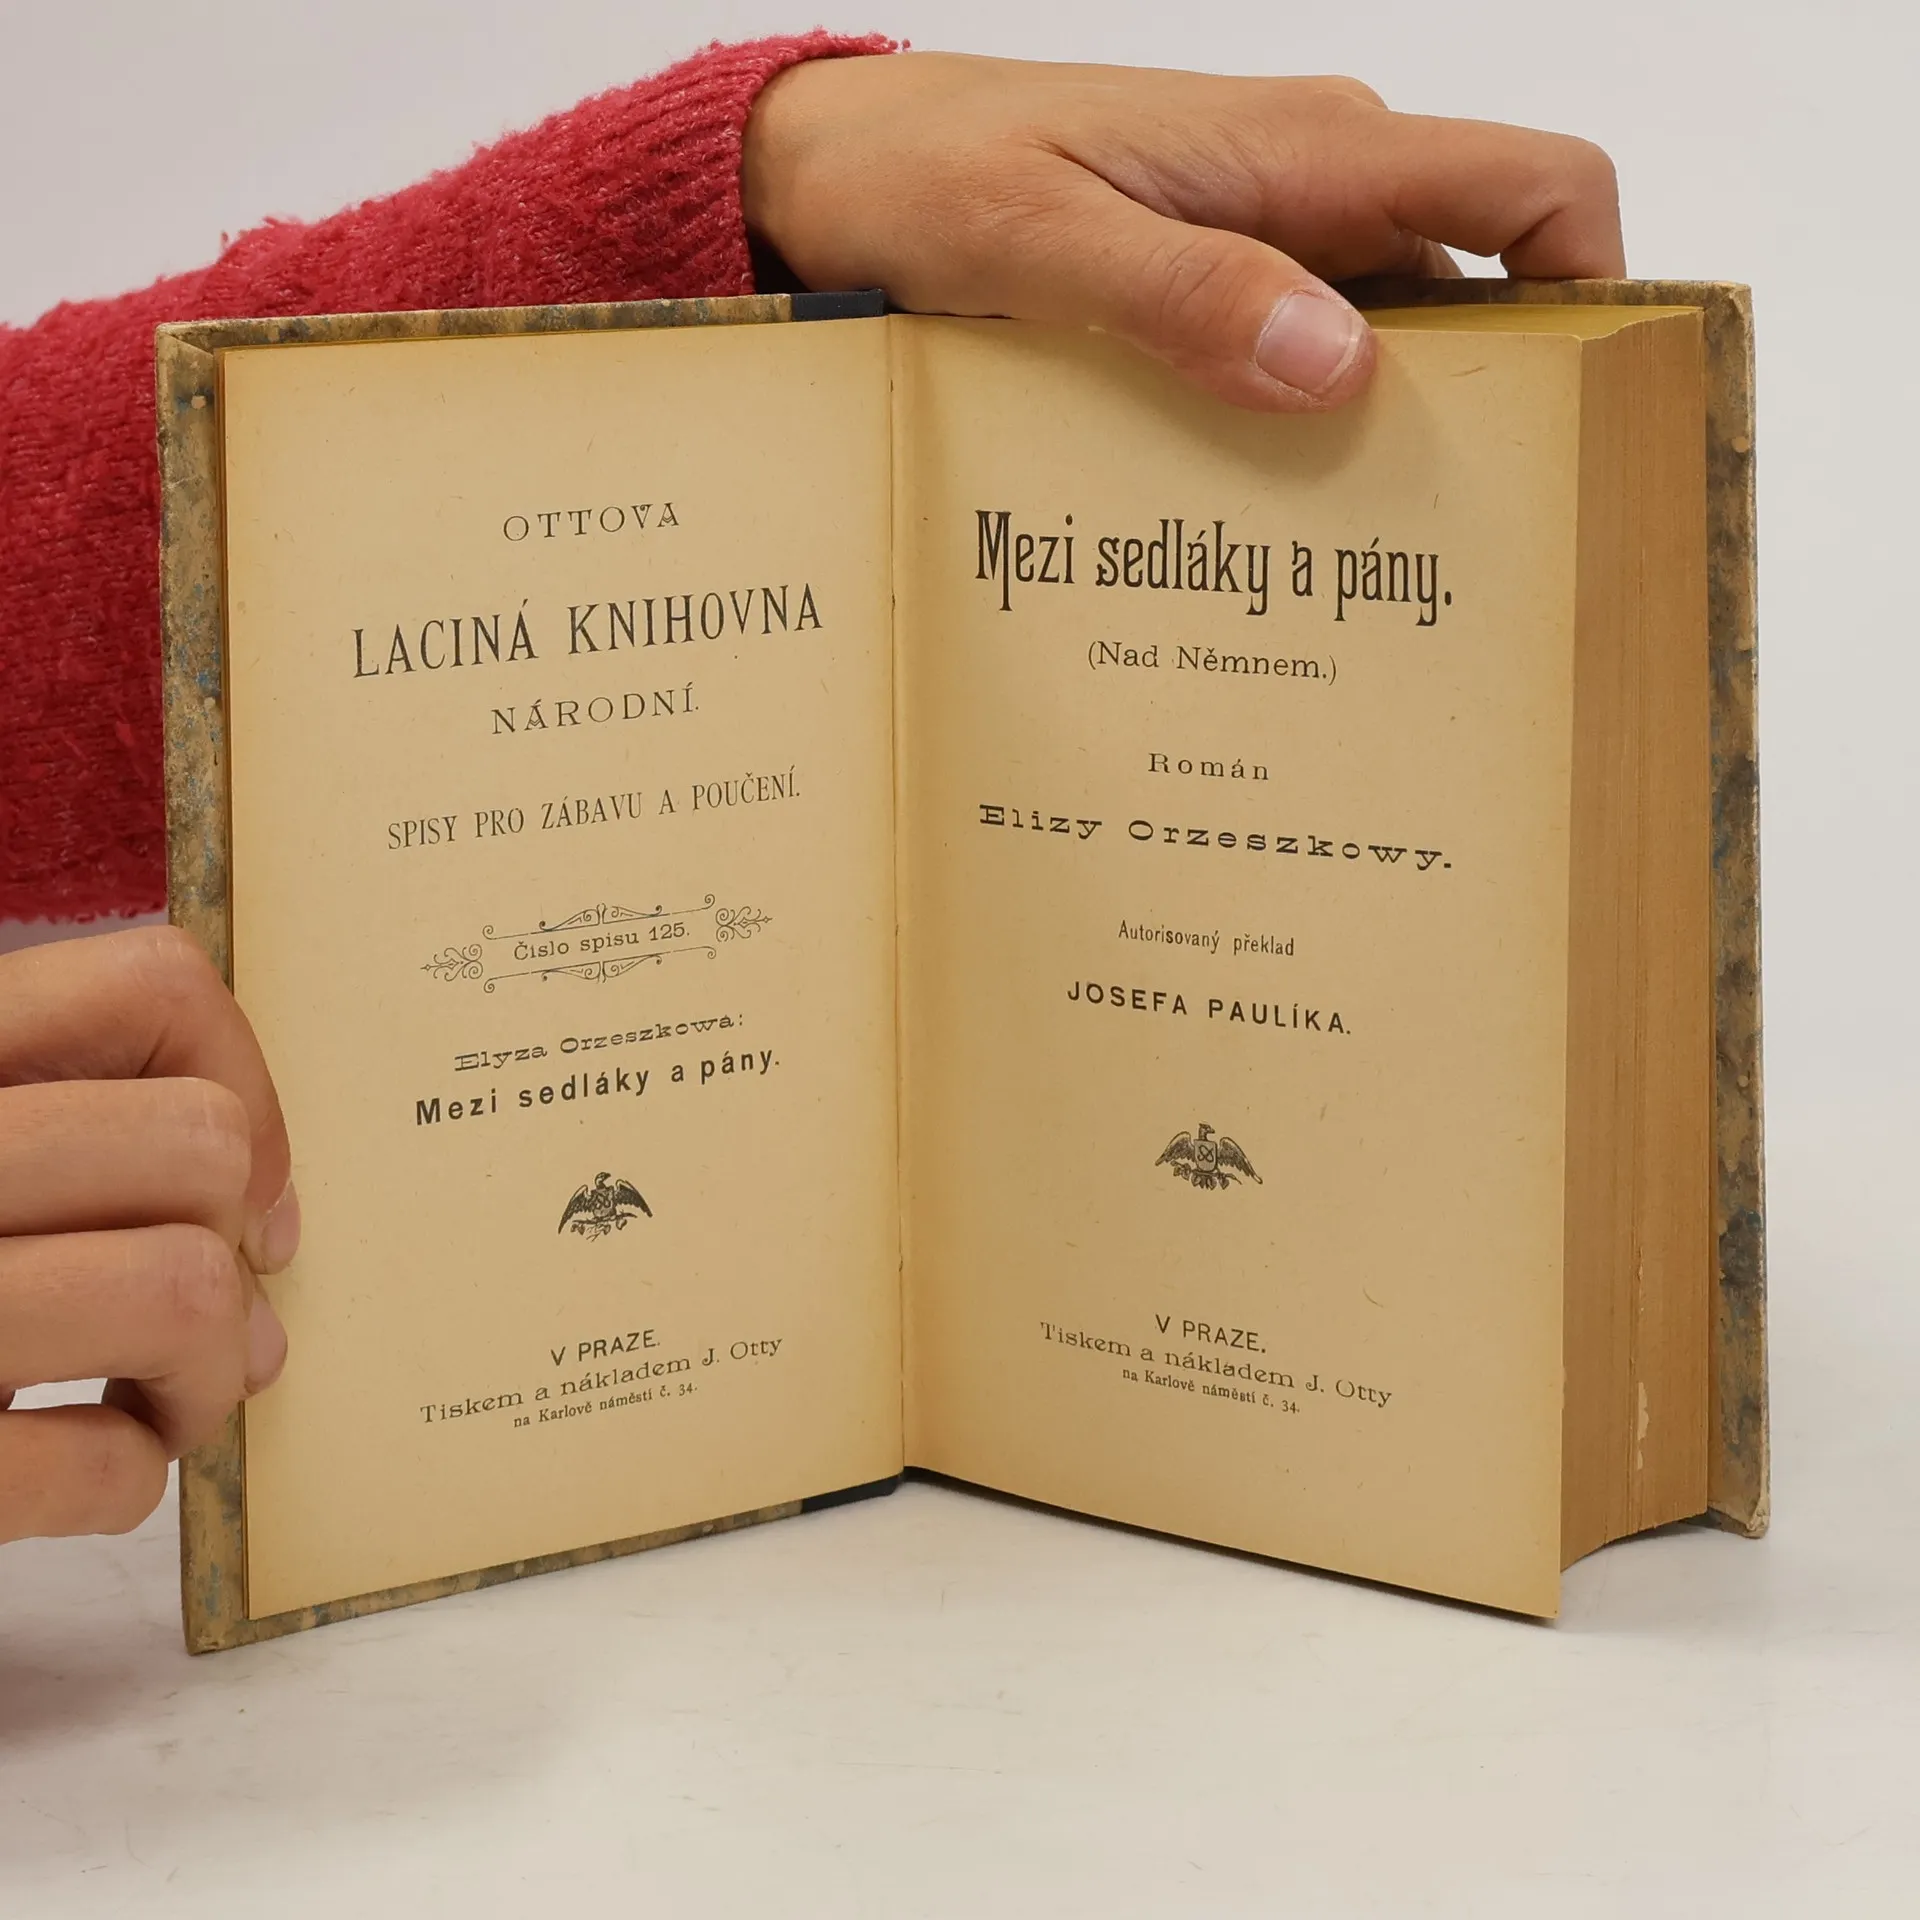 OTTOVA
LACINÁ KNIHOVNA
NÁRODNÍ.
SPISY PRO ZÁBAVU A POUČENÍ.
Číslo spisu 125.
Elyza Orzeszkowa:
Mezi sedláky a pány.
V PRAZE.
Tiskem a nákladem J. Otty
na Karlově náměstí č. 34.
Mezi sedláky a pány.
(Nad Němnem.)
Román
Elizy Orzeszkowy.
Autorisovaný překlad
JOSEFA PAULÍKA.
V PRAZE.
Tiskem a nákladem J. Otty
na Karlově náměstí č. 34.